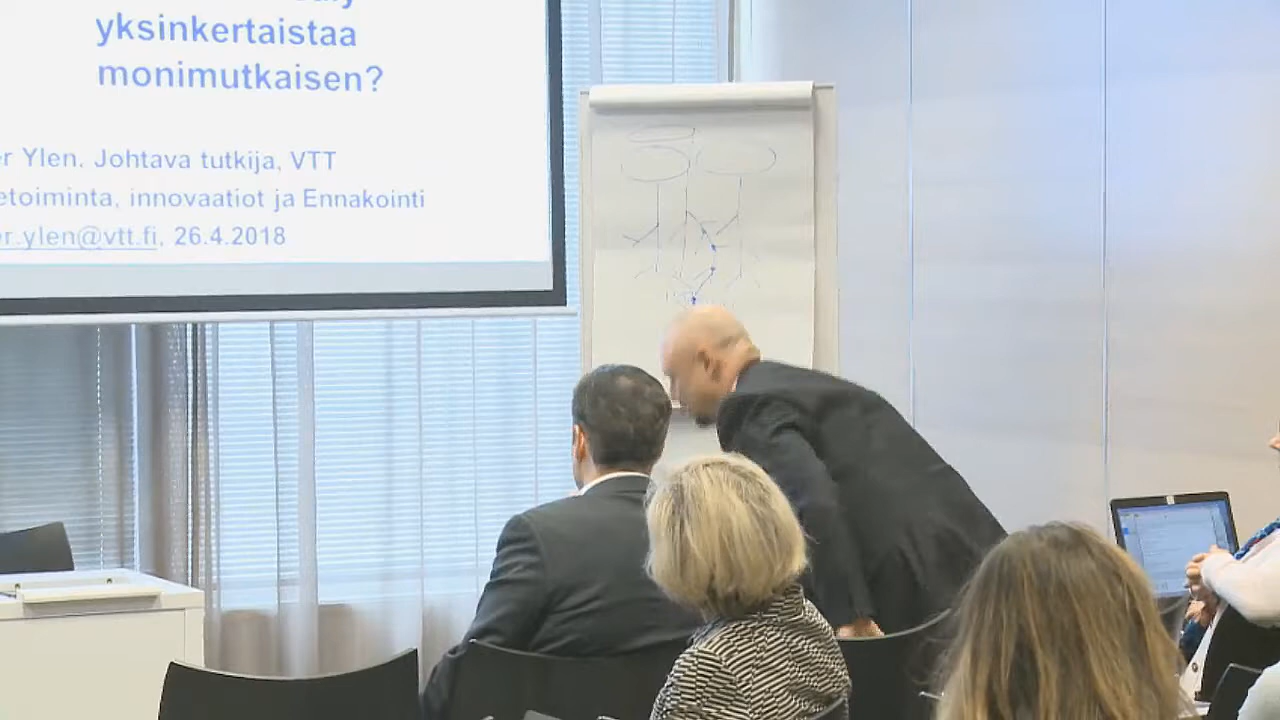 yksinkertaistaa
monimutkaisen?
er Ylen. Johtava tutkija, VTT
etoiminta, innovaatiot ja Ennakointi
er.ylen@vtt.fi, 26.4.2018